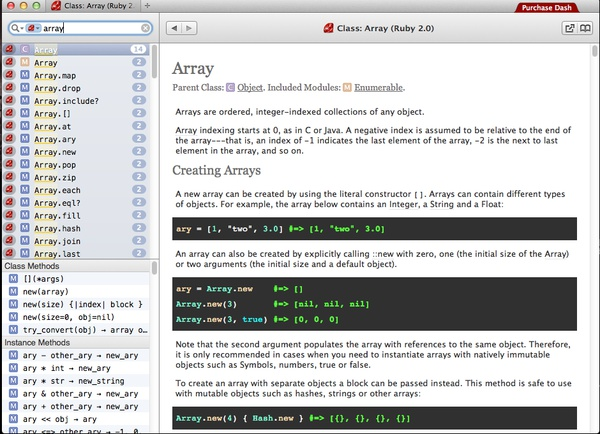 Class: Array (Ruby 2.
Purchase Dash
array
Class: Array (Ruby 2.0)
C Array 14
M Array 2
M Array.map 2
M Array.drop 2
M Array.include? 2
M Array.[] 2
M Array.at 2
M Array.ary 2
M Array.new 2
M Array.pop 2
M Array.zip 2
M Array.each 2
M Array.eql? 2
M Array.fill 2
M Array.hash 2
M Array.join 2
M Array.last 2
Class Methods
M [](*args)
M new(array)
M new(size) {|index| block }
M new(size=0, obj=nil)
M try_convert(obj) → array o…
Instance Methods
M ary - other_ary → new_ary
M ary * int → new_ary
M ary * str → new_string
M ary & other_ary → new_ary
M ary + other_ary → new_ary
M ary << obj → ary
M ary <=> other_ary → -1, 0
Array
Parent Class: C Object. Included Modules: M Enumerable.
Arrays are ordered, integer-indexed collections of any object.
Array indexing starts at 0, as in C or Java. A negative index is assumed to be relative to the end of
the array---that is, an index of -1 indicates the last element of the array, -2 is the next to last
element in the array, and so on.
Creating Arrays
A new array can be created by using the literal constructor []. Arrays can contain different types
of objects. For example, the array below contains an Integer, a String and a Float:
ary = [1, "two", 3.0] #=> [1, "two", 3.0]
An array can also be created by explicitly calling ::new with zero, one (the initial size of the Array)
or two arguments (the initial size and a default object).
ary = Array.new #=> []
Array.new(3) #=> [nil, nil, nil]
Array.new(3, true) #=> [0, 0, 0]
Note that the second argument populates the array with references to the same object. Therefore,
it is only recommended in cases when you need to instantiate arrays with natively immutable
objects such as Symbols, numbers, true or false.
To create an array with separate objects a block can be passed instead. This method is safe to use
with mutable objects such as hashes, strings or other arrays:
Array.new(4) { Hash.new } #=> [{}, {}, {}, {}]